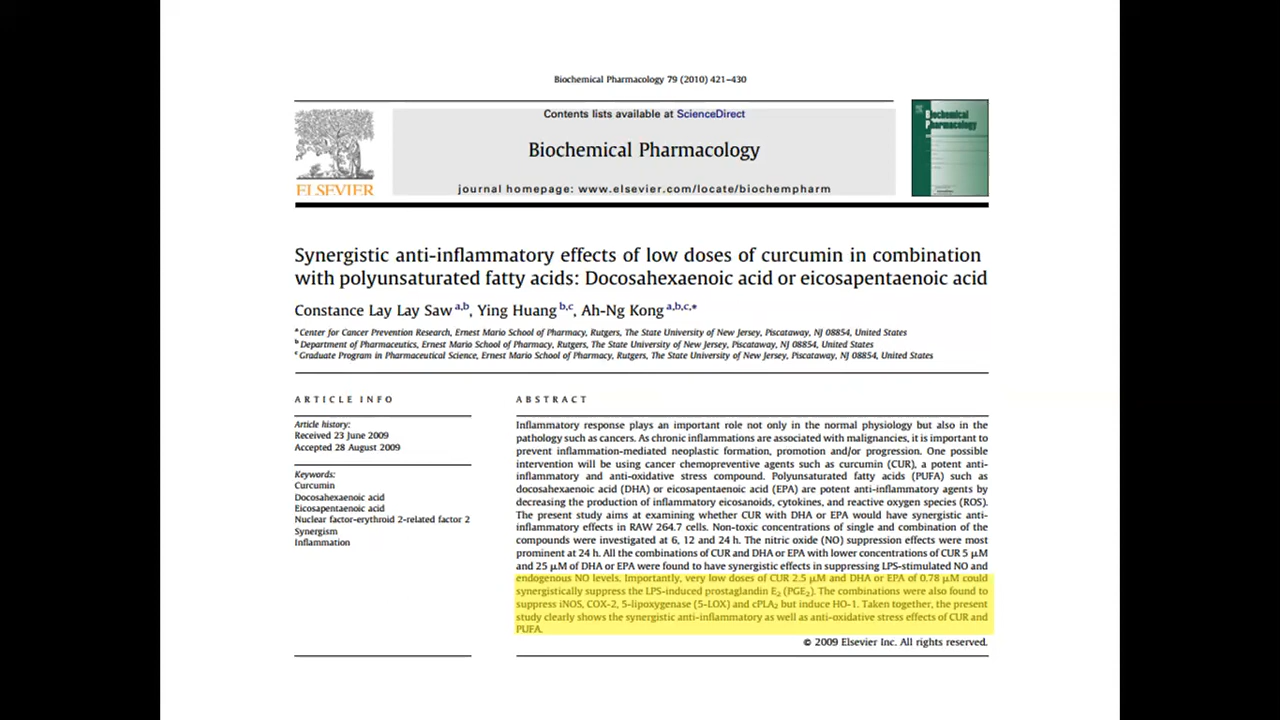 Biochemical Pharmacology 79 (2010) 421–430
Contents lists available at ScienceDirect
Biochemical Pharmacology
journal homepage: www.elsevier.com/locate/biochempharm
ELSEVIER
Biochemical
Pharmacology
Synergistic anti-inflammatory effects of low doses of curcumin in combination
with polyunsaturated fatty acids: Docosahexaenoic acid or eicosapentaenoic acid
Constance Lay Lay Saw a,b, Ying Huang b,c, Ah-Ng Kong a,b,c,*
a Center for Cancer Prevention Research, Ernest Mario School of Pharmacy, Rutgers, The State University of New Jersey, Piscataway, NJ 08854, United States
b Department of Pharmaceutics, Ernest Mario School of Pharmacy, Rutgers, The State University of New Jersey, Piscataway, NJ 08854, United States
c Graduate Program in Pharmaceutical Science, Ernest Mario School of Pharmacy, Rutgers, The State University of New Jersey, Piscataway, NJ 08854, United States
ARTICLE INFO
Article history:
Received 23 June 2009
Accepted 28 August 2009
Keywords:
Curcumin
Docosahexaenoic acid
Eicosapentaenoic acid
Nuclear factor-erythroid 2-related factor 2
Synergism
Inflammation
ABSTRACT
Inflammatory response plays an important role not only in the normal physiology but also in the
pathology such as cancers. As chronic inflammations are associated with malignancies, it is important to
prevent inflammation-mediated neoplastic formation, promotion and/or progression. One possible
intervention will be using cancer chemopreventive agents such as curcumin (CUR), a potent anti-
inflammatory and anti-oxidative stress compound. Polyunsaturated fatty acids (PUFA) such as
docosahexaenoic acid (DHA) or eicosapentaenoic acid (EPA) are potent anti-inflammatory agents by
decreasing the production of inflammatory eicosanoids, cytokines, and reactive oxygen species (ROS).
The present study aims at examining whether CUR with DHA or EPA would have synergistic anti-
inflammatory effects in RAW 264.7 cells. Non-toxic concentrations of single and combination of the
compounds were investigated at 6, 12 and 24 h. The nitric oxide (NO) suppression effects were most
prominent at 24 h. All the combinations of CUR and DHA or EPA with lower concentrations of CUR 5 μM
and 25 μM of DHA or EPA were found to have synergistic effects in suppressing LPS-stimulated NO and
endogenous NO levels. Importantly, very low doses of CUR 2.5 μM and DHA or EPA of 0.78 μM could
synergistically suppress the LPS-induced prostaglandin E2 (PGE2). The combinations were also found to
suppress iNOS, COX-2, 5-lipoxygenase (5-LOX) and cPLA2 but induce HO-1. Taken together, the present
study clearly shows the synergistic anti-inflammatory as well as anti-oxidative stress effects of CUR and
PUFA.
© 2009 Elsevier Inc. All rights reserved.